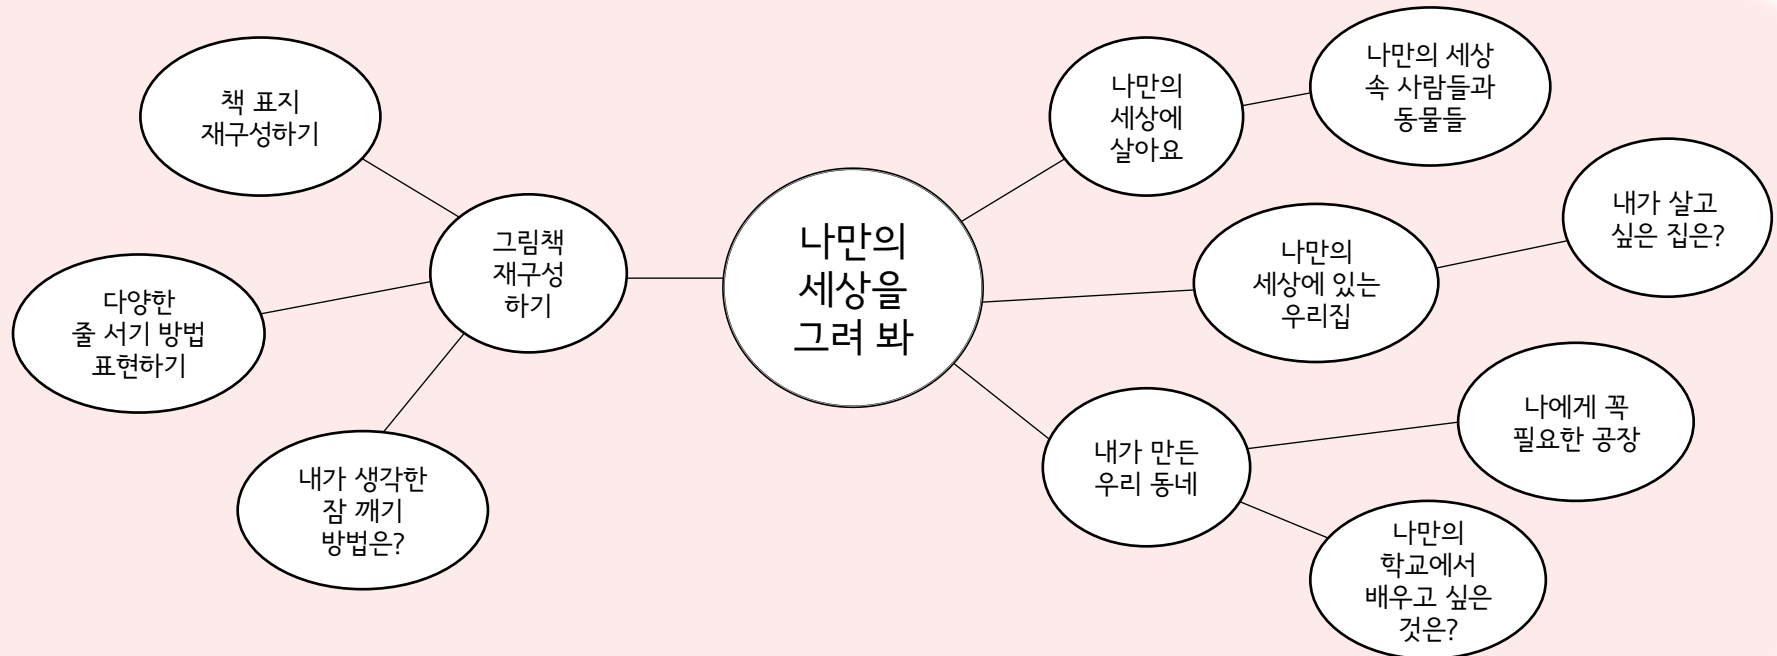 나만의
세상을
그려 봐
그림책
재구성
하기
책 표지
재구성하기
다양한
줄 서기 방법
표현하기
내가 생각한
잠 깨기
방법은?
나만의
세상에
살아요
나만의 세상
속 사람들과
동물들
나만의
세상에 있는
우리집
내가 살고
싶은 집은?
내가 만든
우리 동네
나에게 꼭
필요한 공장
나만의
학교에서
배우고 싶은
것은?